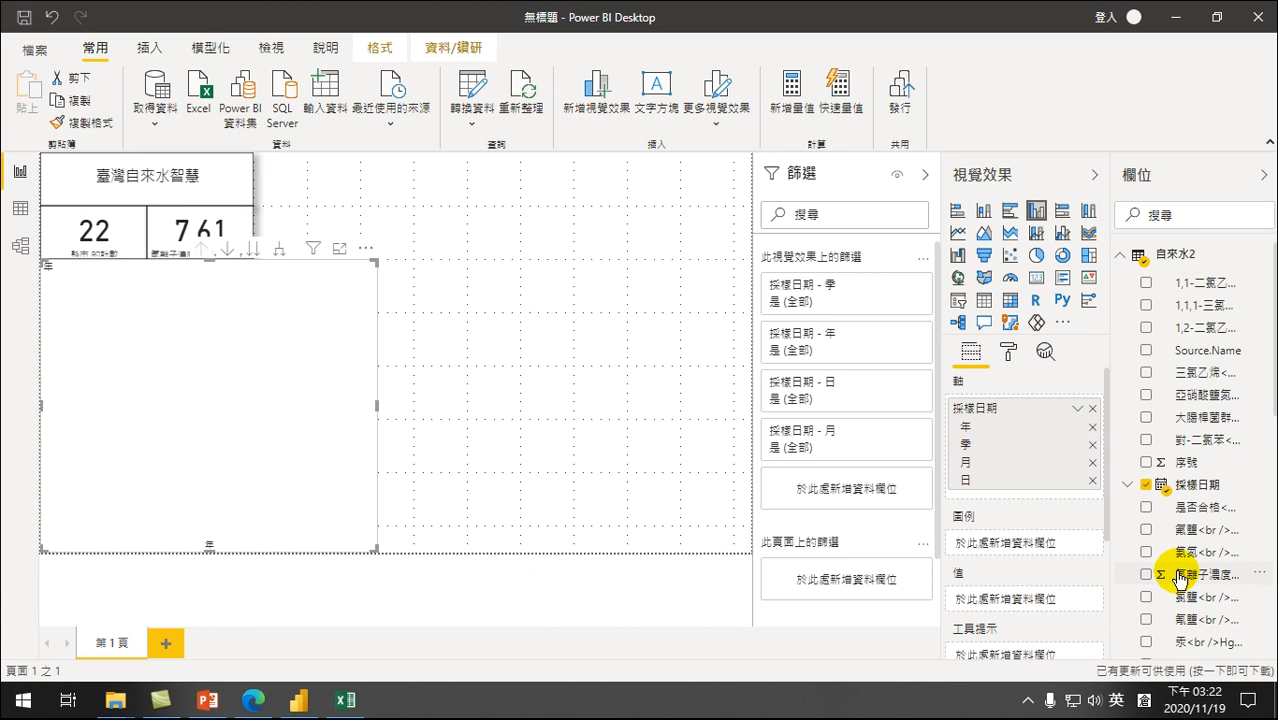 無標題 - Power BI Desktop
登入
檔案
常用
插入
模型化
檢視
說明
格式
資料/鑽研
貼上
剪下
複製
複製格式
剪貼簿
取得資料
Excel
Power BI
資料集
SQL
Server
輸入資料
最近使用的來源
資料
轉換資料
重新整理
查詢
新增視覺效果
文字方塊
更多視覺效果
插入
新增量值
快速量值
計算
發行
共用
臺灣自來水智慧
22
7.61
年
年
篩選
搜尋
此視覺效果上的篩選
採樣日期 - 季
是 (全部)
採樣日期 - 年
是 (全部)
採樣日期 - 日
是 (全部)
採樣日期 - 月
是 (全部)
於此處新增資料欄位
此頁面上的篩選
於此處新增資料欄位
視覺效果
R
Py
軸
採樣日期
年
季
月
日
圖例
於此處新增資料欄位
值
於此處新增資料欄位
工具提示
於此處新增資料欄位
欄位
搜尋
自來水2
1,1-二氯乙...
1,1,1-三氯...
1,2-二氯乙...
Source.Name
三氯乙烯<...
亞硝酸鹽氮...
大腸桿菌群...
對-二氯苯<...
序號
採樣日期
是否合格<...
氟鹽<br />...
氨氮<br />...
離子濃度...
氯鹽<br />...
氰鹽<br />...
汞<br />Hg...
第 1 頁
頁面 1 之 1
已有更新可供使用 (按一下即可下載)
英
下午 03:22
2020/11/19